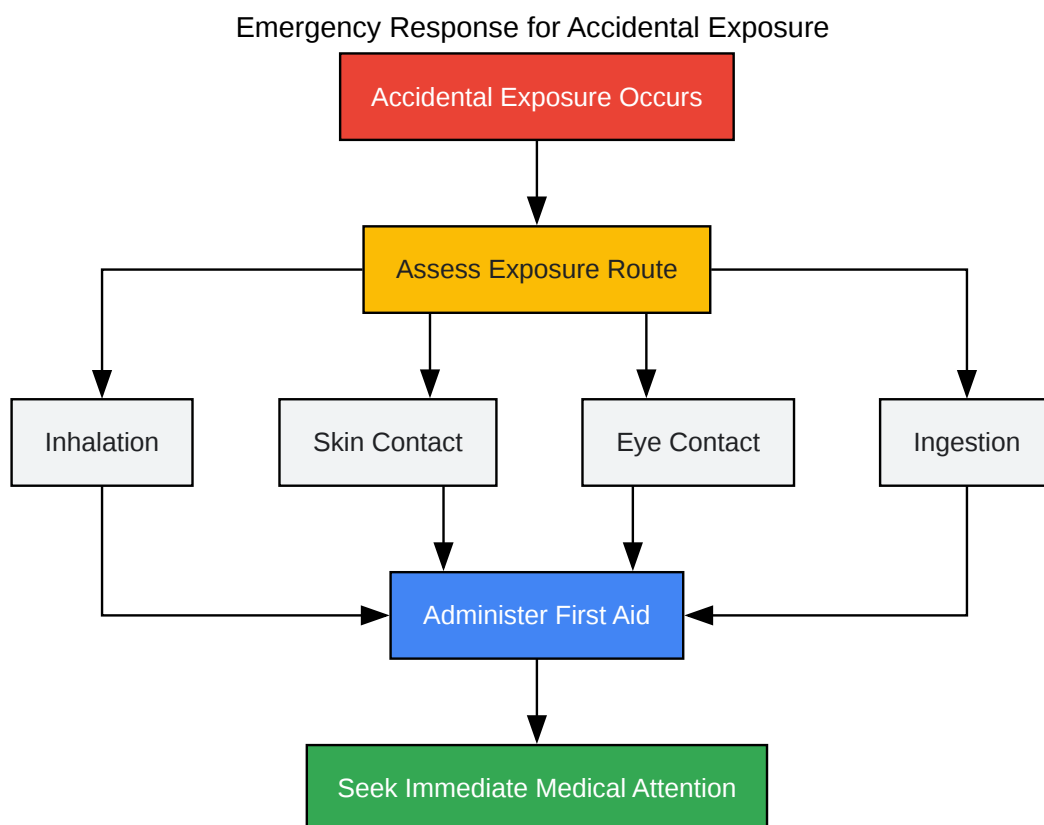 Emergency Response for Accidental Exposure
Accidental Exposure Occurs
Assess Exposure Route
Inhalation
Skin Contact
Eye Contact
Ingestion
Administer First Aid
Seek Immediate Medical Attention